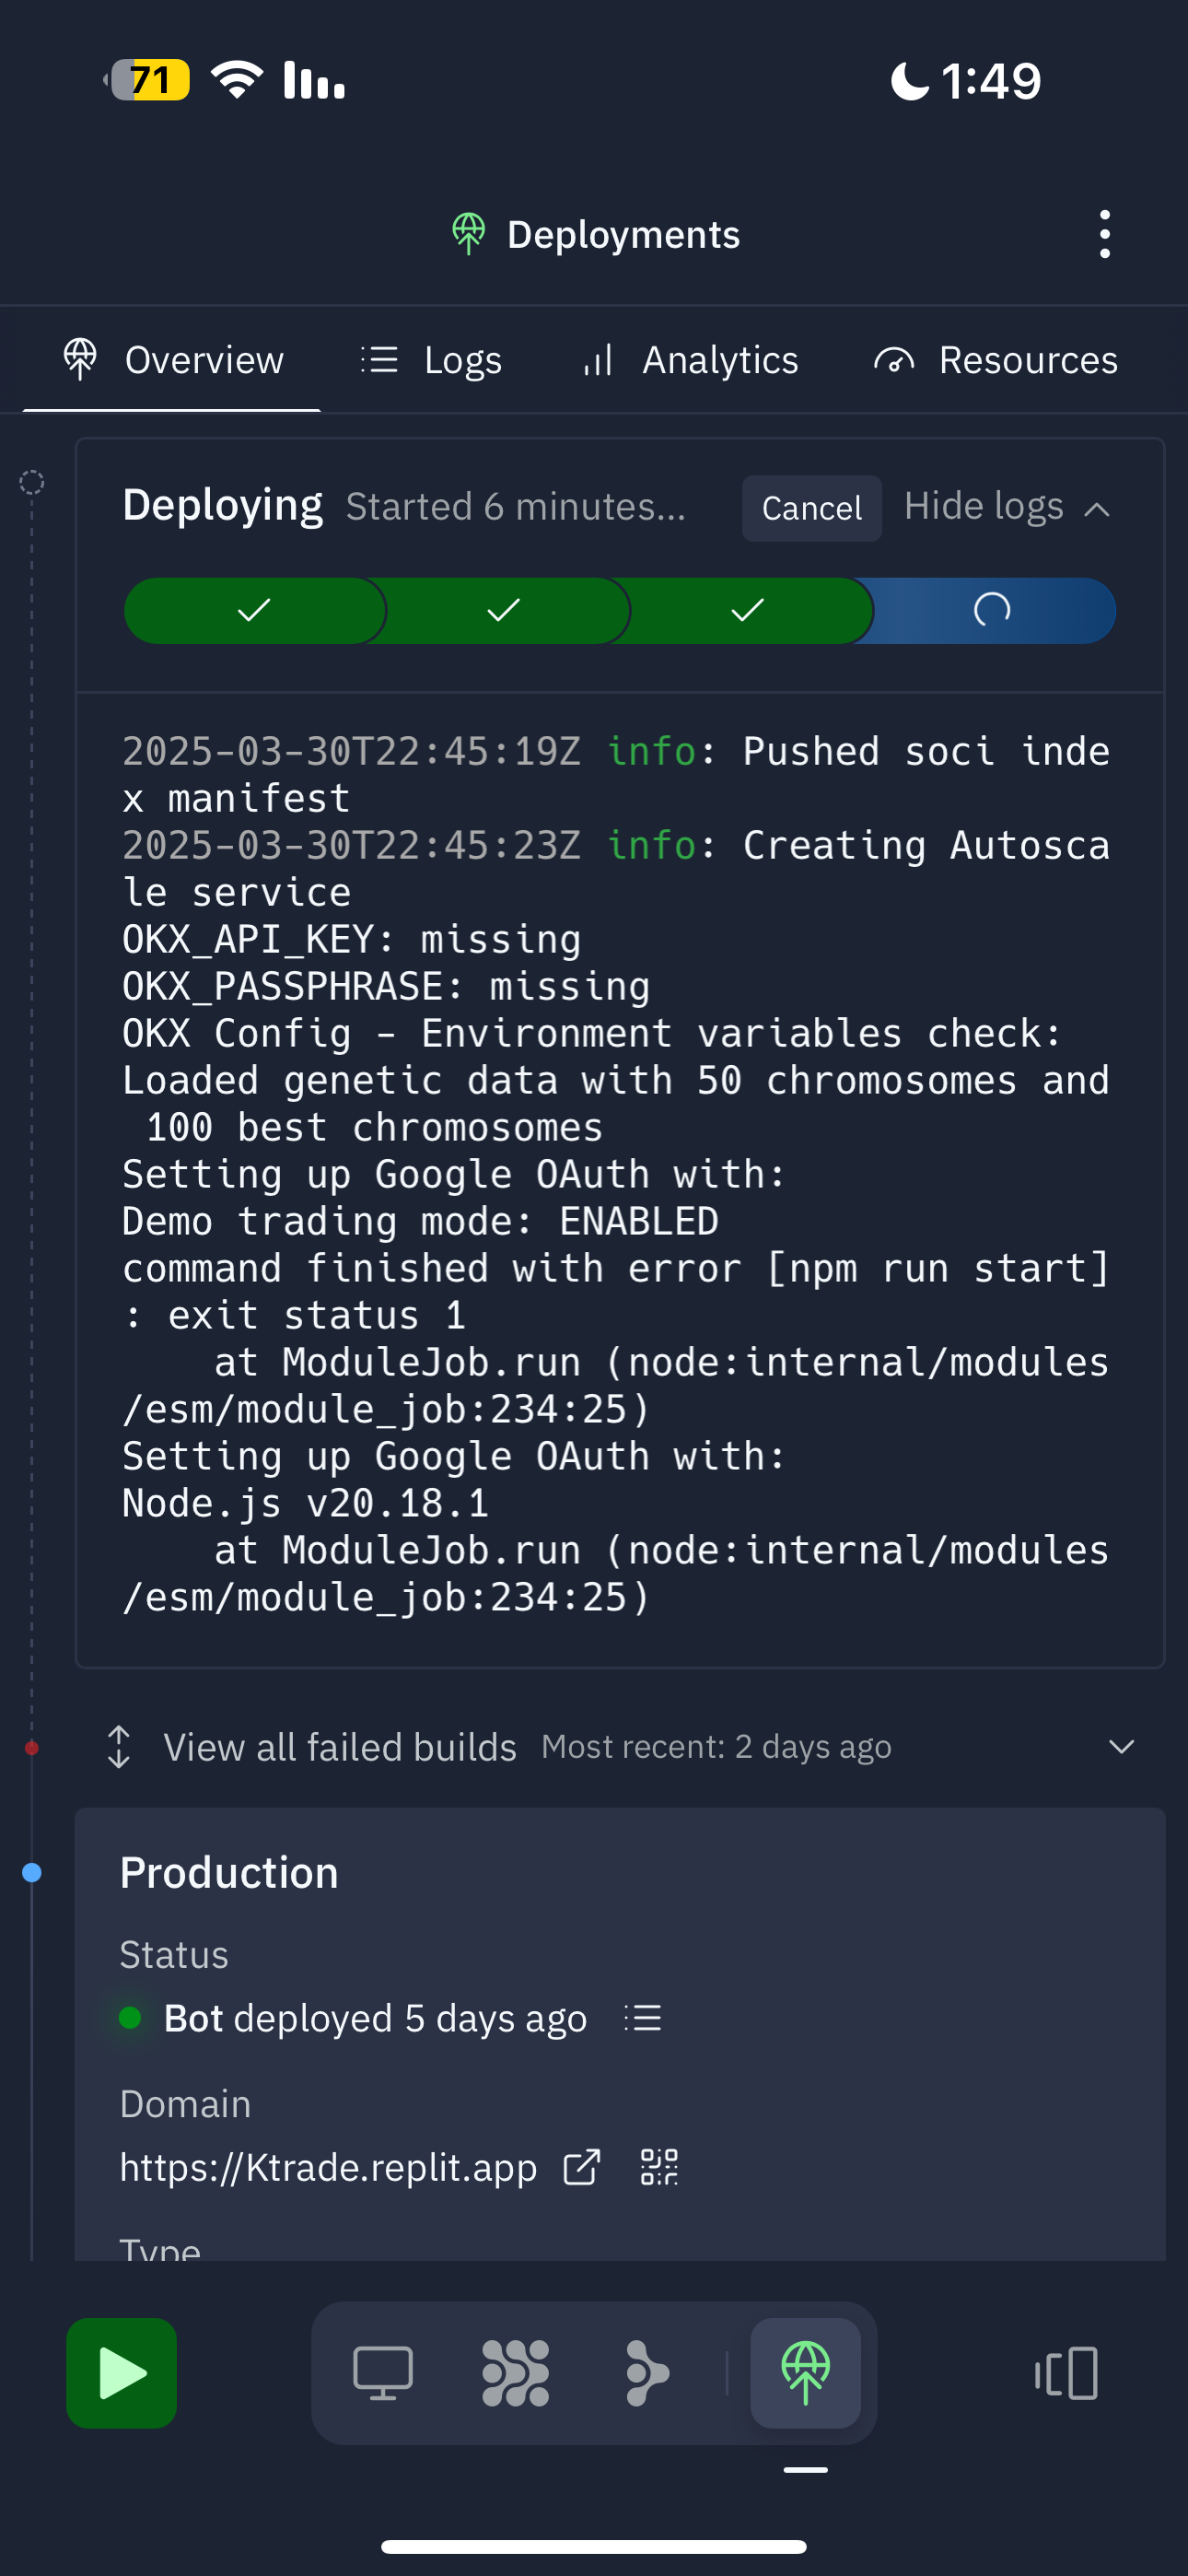 71
1:49
Deployments
Overview
Logs
Analytics
Resources
Deploying Started 6 minutes... Cancel Hide logs
2025-03-30T22:45:19Z info: Pushed soci inde
x manifest
2025-03-30T22:45:23Z info: Creating Autosca
le service
OKX_API_KEY: missing
OKX_PASSPHRASE: missing
OKX Config - Environment variables check:
Loaded genetic data with 50 chromosomes and
 100 best chromosomes
Setting up Google OAuth with:
Demo trading mode: ENABLED
command finished with error [npm run start]
: exit status 1
    at ModuleJob.run (node:internal/modules
/esm/module_job:234:25)
Setting up Google OAuth with:
Node.js v20.18.1
    at ModuleJob.run (node:internal/modules
/esm/module_job:234:25)
View all failed builds Most recent: 2 days ago
Production
Status
Bot deployed 5 days ago
Domain
https://Ktrade.replit.app
Type